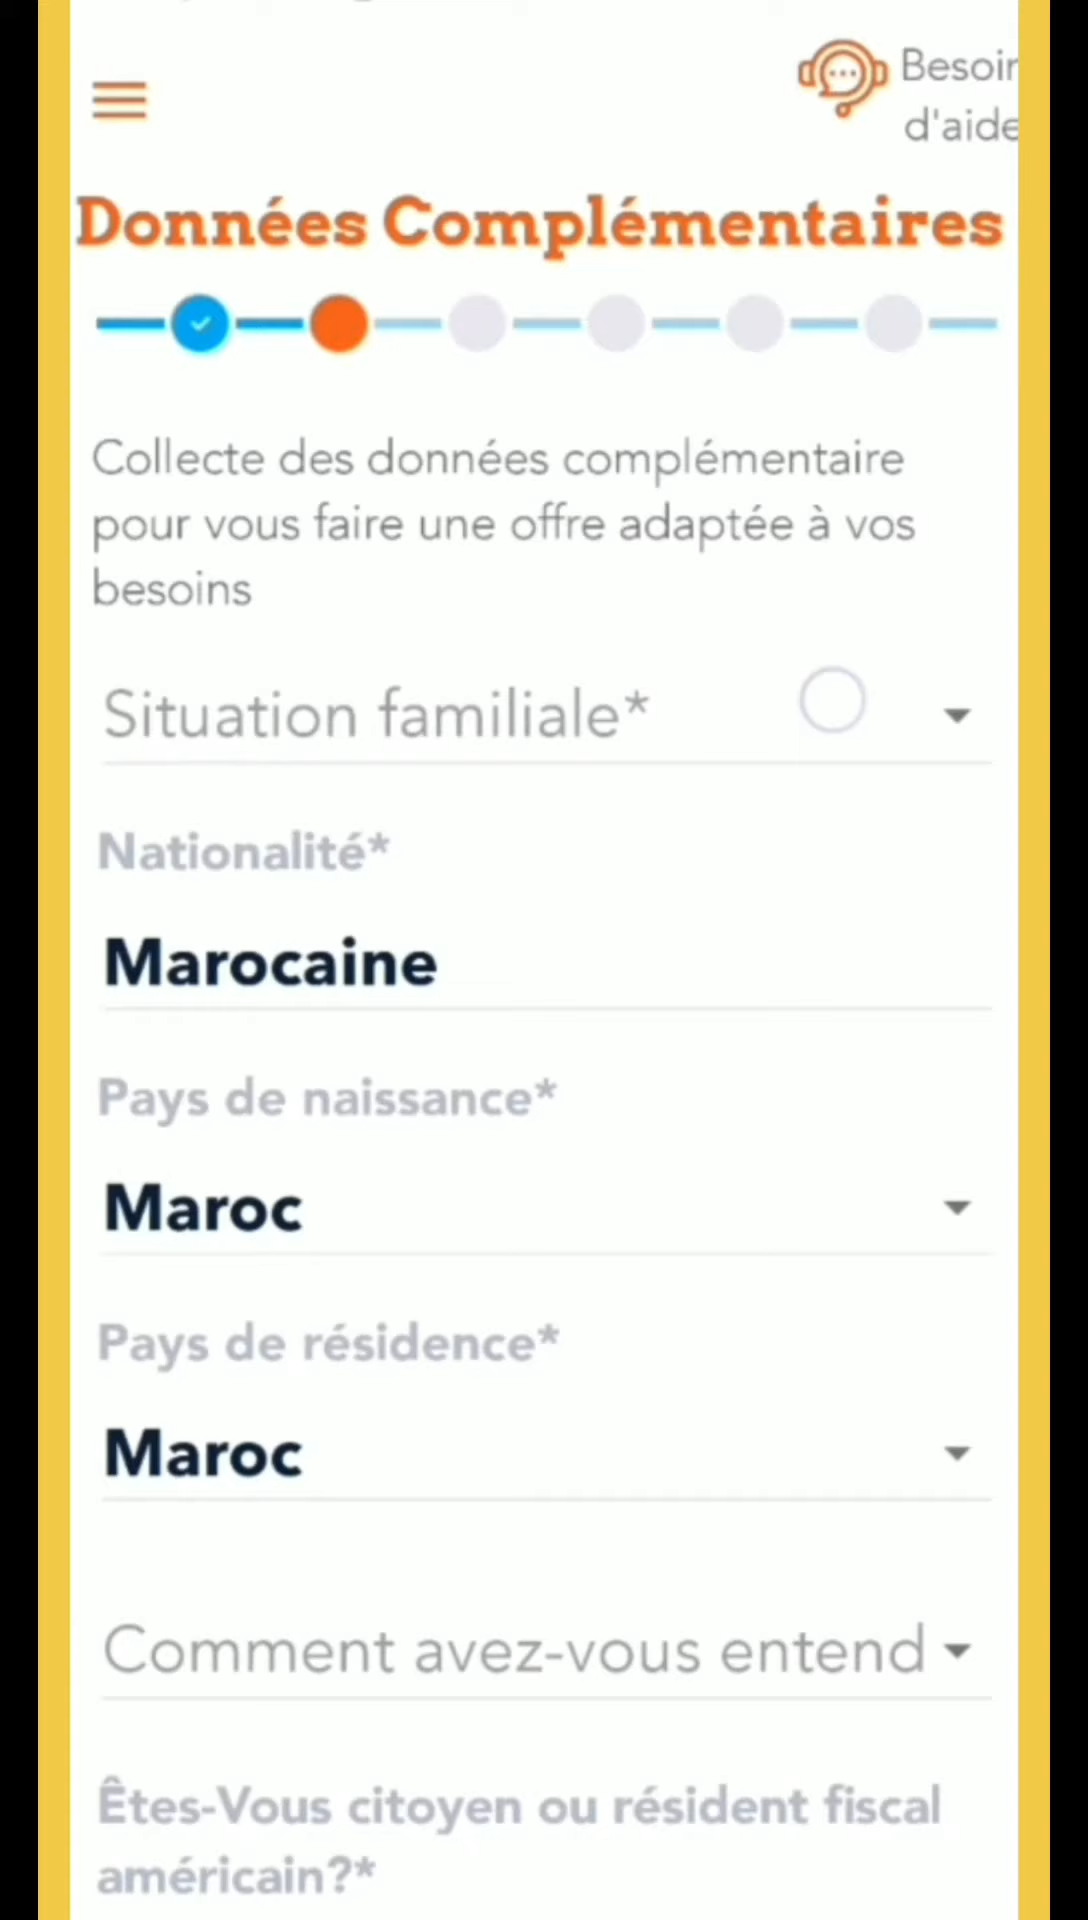 Besoin
d'aide
Données Complémentaires
Collecte des données complémentaire
pour vous faire une offre adaptée à vos
besoins
Situation familiale*
Nationalité*
Marocaine
Pays de naissance*
Maroc
Pays de résidence*
Maroc
Comment avez-vous entend
Êtes-Vous citoyen ou résident fiscal
américain?*